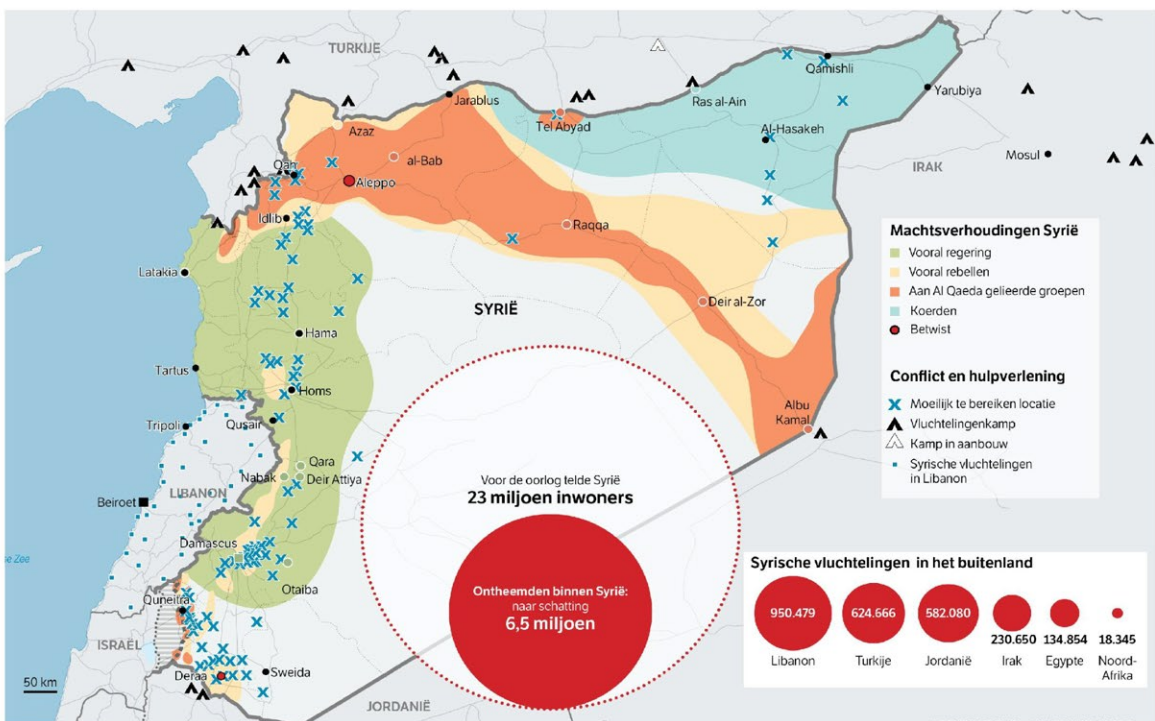 TURKIJE
Qamishli
Jarablus
Ras al-Ain
Yarubiya
Azaz
Tel Abyad
Al-Hasakeh
al-Bab
Mosul
IRAK
Aleppo
Idlib
Raqqa
Latakia
Deir al-Zor
SYRIË
Hama
Tartus
Homs
Albu
Kamal
Tripoli
Qusair
Qara
Nabak
Deir Attiya
LIBANON
Beiroet
Damascus
Otaiba
Quneitra
ISRAËL
Deraa
Sweida
50 km
JORDANIË
Machtsverhoudingen Syrië
Vooral regering
Vooral rebellen
Aan Al Qaeda gelieerde groepen
Koerden
Betwist
Conflict en hulpverlening
Moeilijk te bereiken locatie
Vluchtelingenkamp
Kamp in aanbouw
Syrische vluchtelingen
in Libanon
Voor de oorlog telde Syrië
23 miljoen inwoners
Ontheemden binnen Syrië:
naar schatting
6,5 miljoen
Syrische vluchtelingen in het buitenland
950.479
624.666
582.080
230.650
134.854
18.345
Libanon
Turkije
Jordanië
Irak
Egypte
Noord-
Afrika